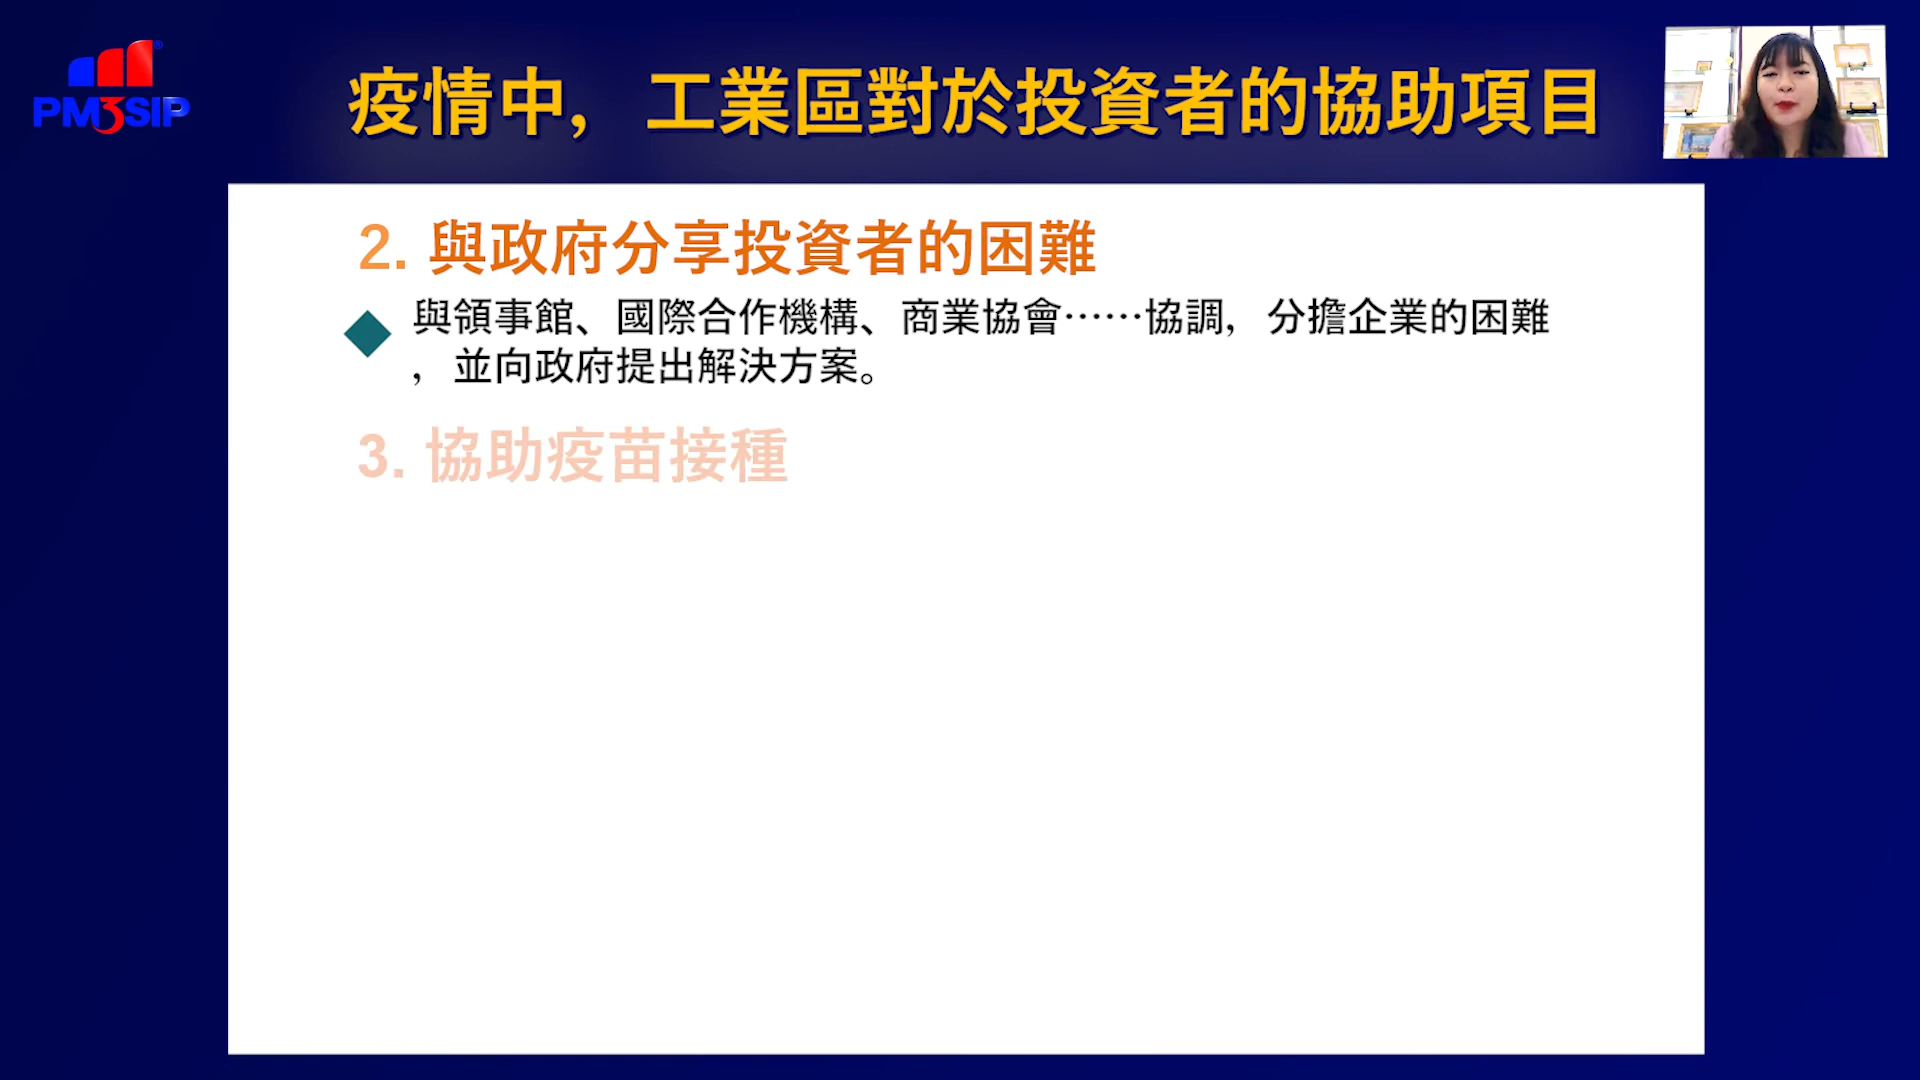 PM3SIP®
疫情中，工業區對於投資者的協助項目
2. 與政府分享投資者的困難
與領事館、國際合作機構、商業協會……協調，分擔企業的困難
，並向政府提出解決方案。
3. 協助疫苗接種